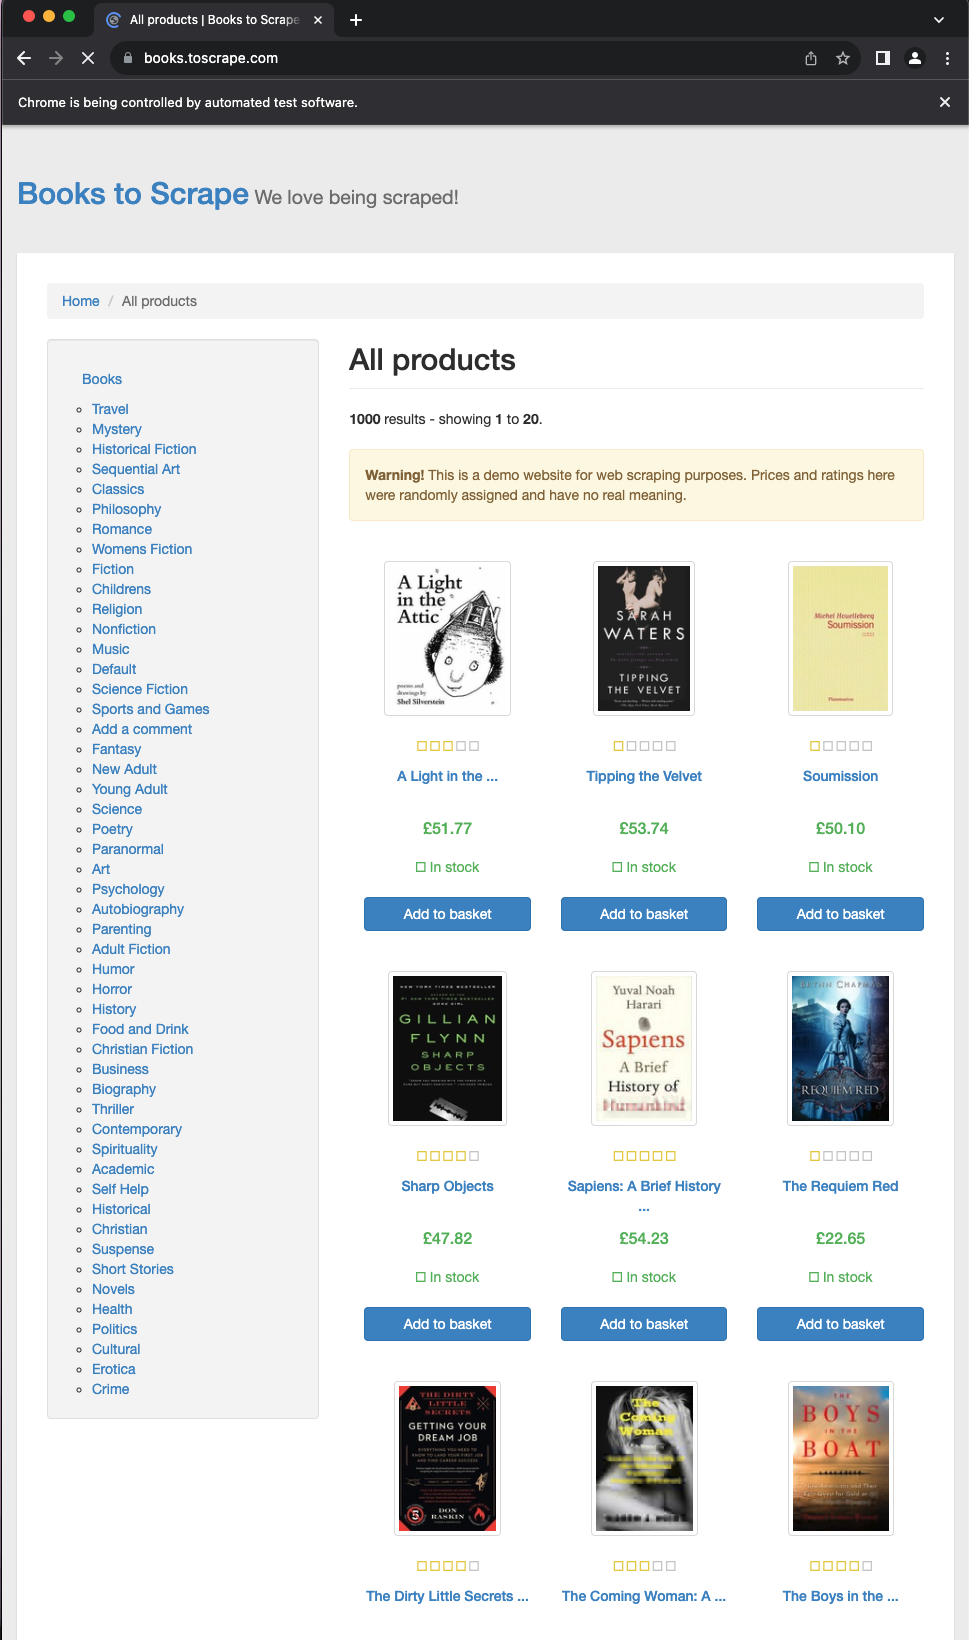 All products | Books to Scrape
books.toscrape.com
Chrome is being controlled by automated test software.
Books to Scrape We love being scraped!
Home / All products
Books
Travel
Mystery
Historical Fiction
Sequential Art
Classics
Philosophy
Romance
Womens Fiction
Fiction
Childrens
Religion
Nonfiction
Music
Default
Science Fiction
Sports and Games
Add a comment
Fantasy
New Adult
Young Adult
Science
Poetry
Paranormal
Art
Psychology
Autobiography
Parenting
Adult Fiction
Humor
Horror
History
Food and Drink
Christian Fiction
Business
Biography
Thriller
Contemporary
Spirituality
Academic
Self Help
Historical
Christian
Suspense
Short Stories
Novels
Health
Politics
Cultural
Erotica
Crime
All products
1000 results - showing 1 to 20.
Warning! This is a demo website for web scraping purposes. Prices and ratings here
were randomly assigned and have no real meaning.
A Light
in the
Attic
poems and
drawings by
Shel Silverstein
SARAH
WATERS
TIPPING
THE VELVET
Michel Houellebecq
Soumission
Flammarion
A Light in the ...
Tipping the Velvet
Soumission
£51.77
£53.74
£50.10
In stock
In stock
In stock
Add to basket
Add to basket
Add to basket
NEW YORK TIMES BESTSELLER
GILLIAN
FLYNN
SHARP
OBJECTS
Yuval Noah
Harari
Sapiens
A Brief
History of
Humankind
BRYNN CHAPMAN
REQUIEM RED
Sharp Objects
Sapiens: A Brief History
...
The Requiem Red
£47.82
£54.23
£22.65
In stock
In stock
In stock
Add to basket
Add to basket
Add to basket
THE DIRTY
LITTLE
SECRETS
GETTING YOUR
DREAM JOB
DON
RASKIN
The
Coming
Woman
THE
BOYS
IN THE
BOAT
The Dirty Little Secrets ...
The Coming Woman: A ...
The Boys in the ...